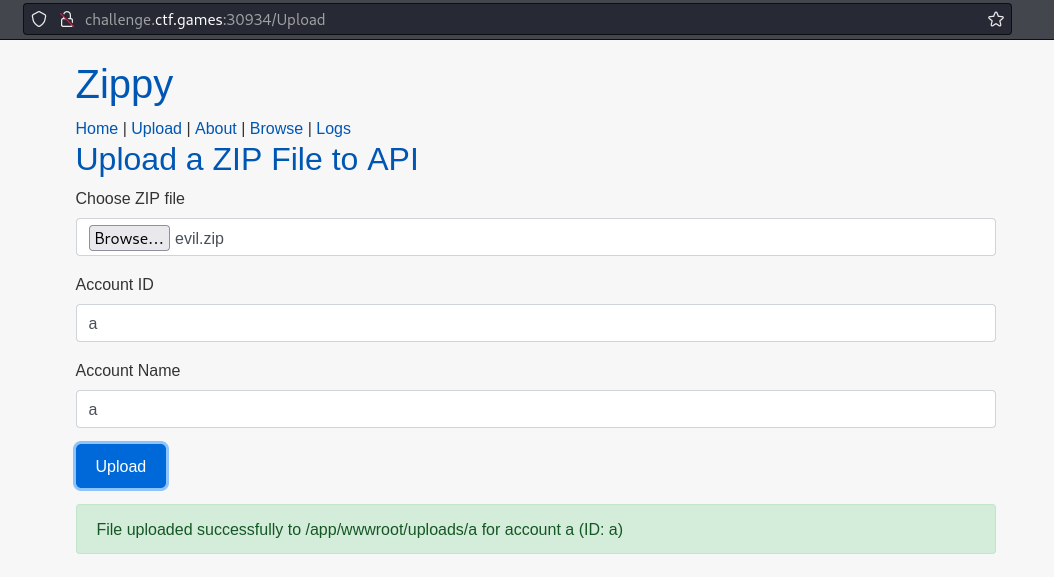 challenge.ctf.games:30934/Upload
Zippy
Home | Upload | About | Browse | Logs
Upload a ZIP File to API
Choose ZIP file
Browse... evil.zip
Account ID
a
Account Name
a
Upload
File uploaded successfully to /app/wwwroot/uploads/a for account a (ID: a)